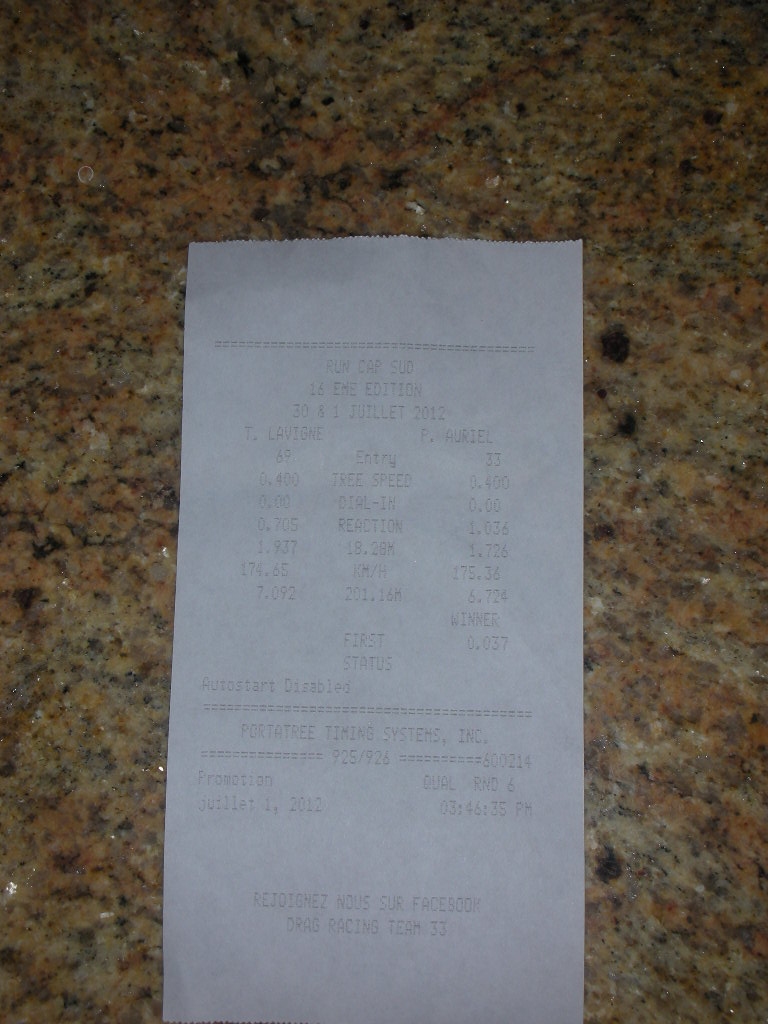 ================================
RUN CAP SUD
16 EME EDITION
30 & 1 JUILLET 2012
T. LAVIGNE P. AURIEL
69 Entry 33
0.400 TREE SPEED 0.400
0.00 DIAL-IN 0.00
0.705 REACTION 1.036
1.937 18.28M 1.726
174.65 KM/H 175.36
7.092 201.16M 6.724
WINNER
FIRST 0.037
STATUS
Autostart Disabled
================================
PORTATREE TIMING SYSTEMS, INC.
=============== 925/926 ==========600214
Promotion QUAL RND 6
juillet 1, 2012 03:46:35 PM
REJOIGNEZ NOUS SUR FACEBOOK
DRAG RACING TEAM 33